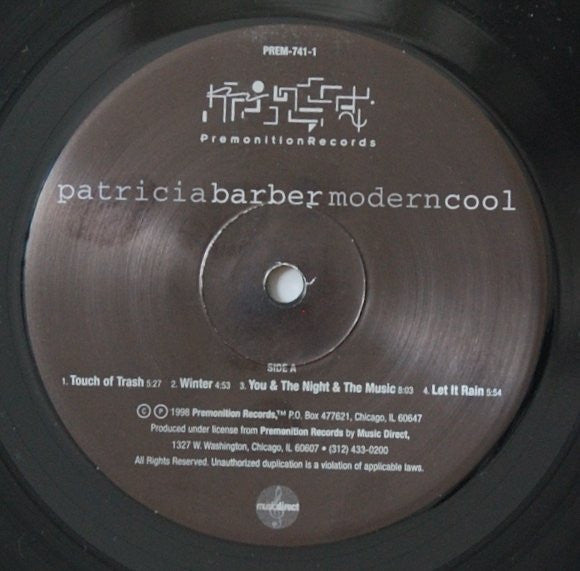 PREM-741-1
PremonitionRecords
patriciabarbermoderncool
SIDE A
1. Touch of Trash 5:27 2. Winter 4:53 3. You & The Night & The Music 8:03 4. Let It Rain 5:54
© ℗ 1998 Premonition Records,™ P.O. Box 477621, Chicago, IL 60647
Produced under license from Premonition Records by Music Direct,
1327 W. Washington, Chicago, IL 60607 • (312) 433-0200
All Rights Reserved. Unauthorized duplication is a violation of applicable laws.
musicdirect